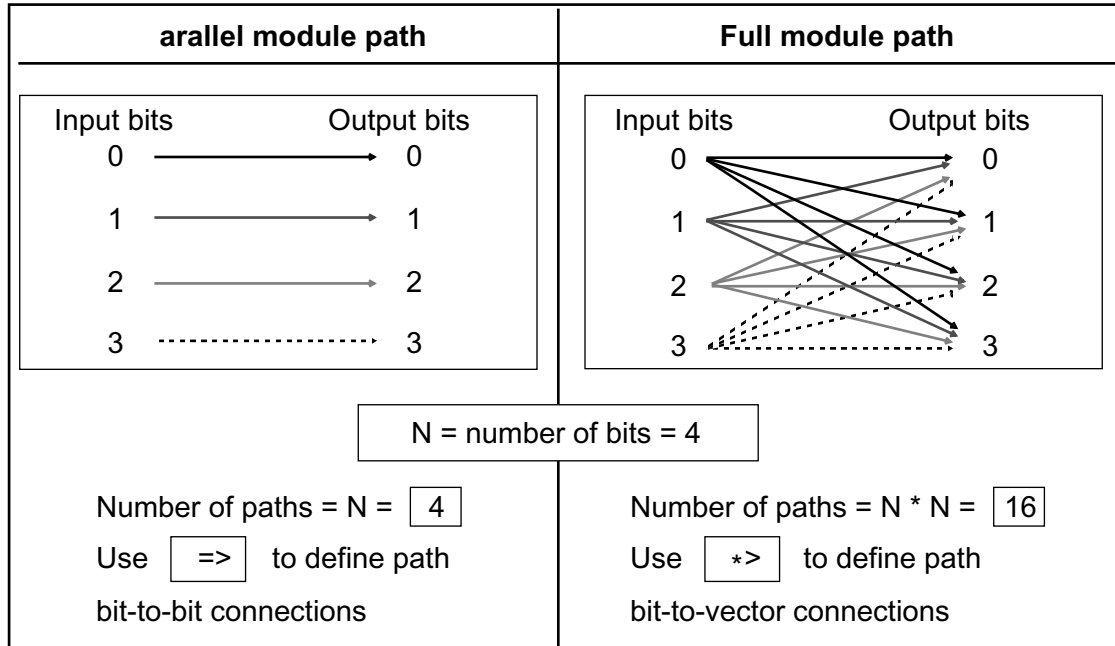 arallel module path
Input bits Output bits
0 0
1 1
2 2
3 3
Full module path
Input bits Output bits
0 0
1 1
2 2
3 3
N = number of bits = 4
Number of paths = N = 4
Use => to define path
bit-to-bit connections
Number of paths = N * N = 16
Use *> to define path
bit-to-vector connections